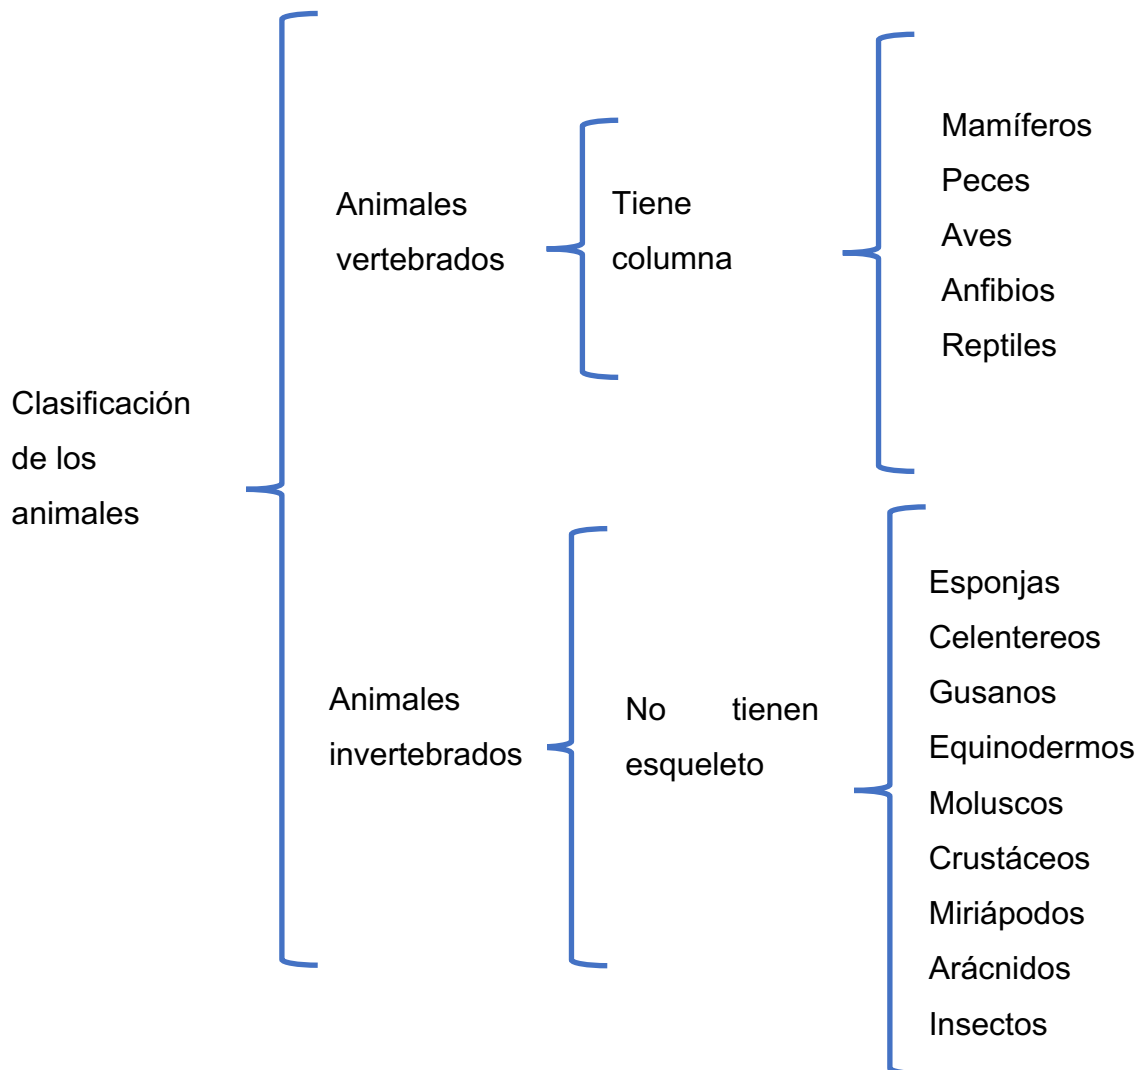 Clasificación
de los
animales
Animales
vertebrados
Tiene
columna
Mamíferos
Peces
Aves
Anfibios
Reptiles
Animales
invertebrados
No tienen
esqueleto
Esponjas
Celentereos
Gusanos
Equinodermos
Moluscos
Crustáceos
Miriápodos
Arácnidos
Insectos